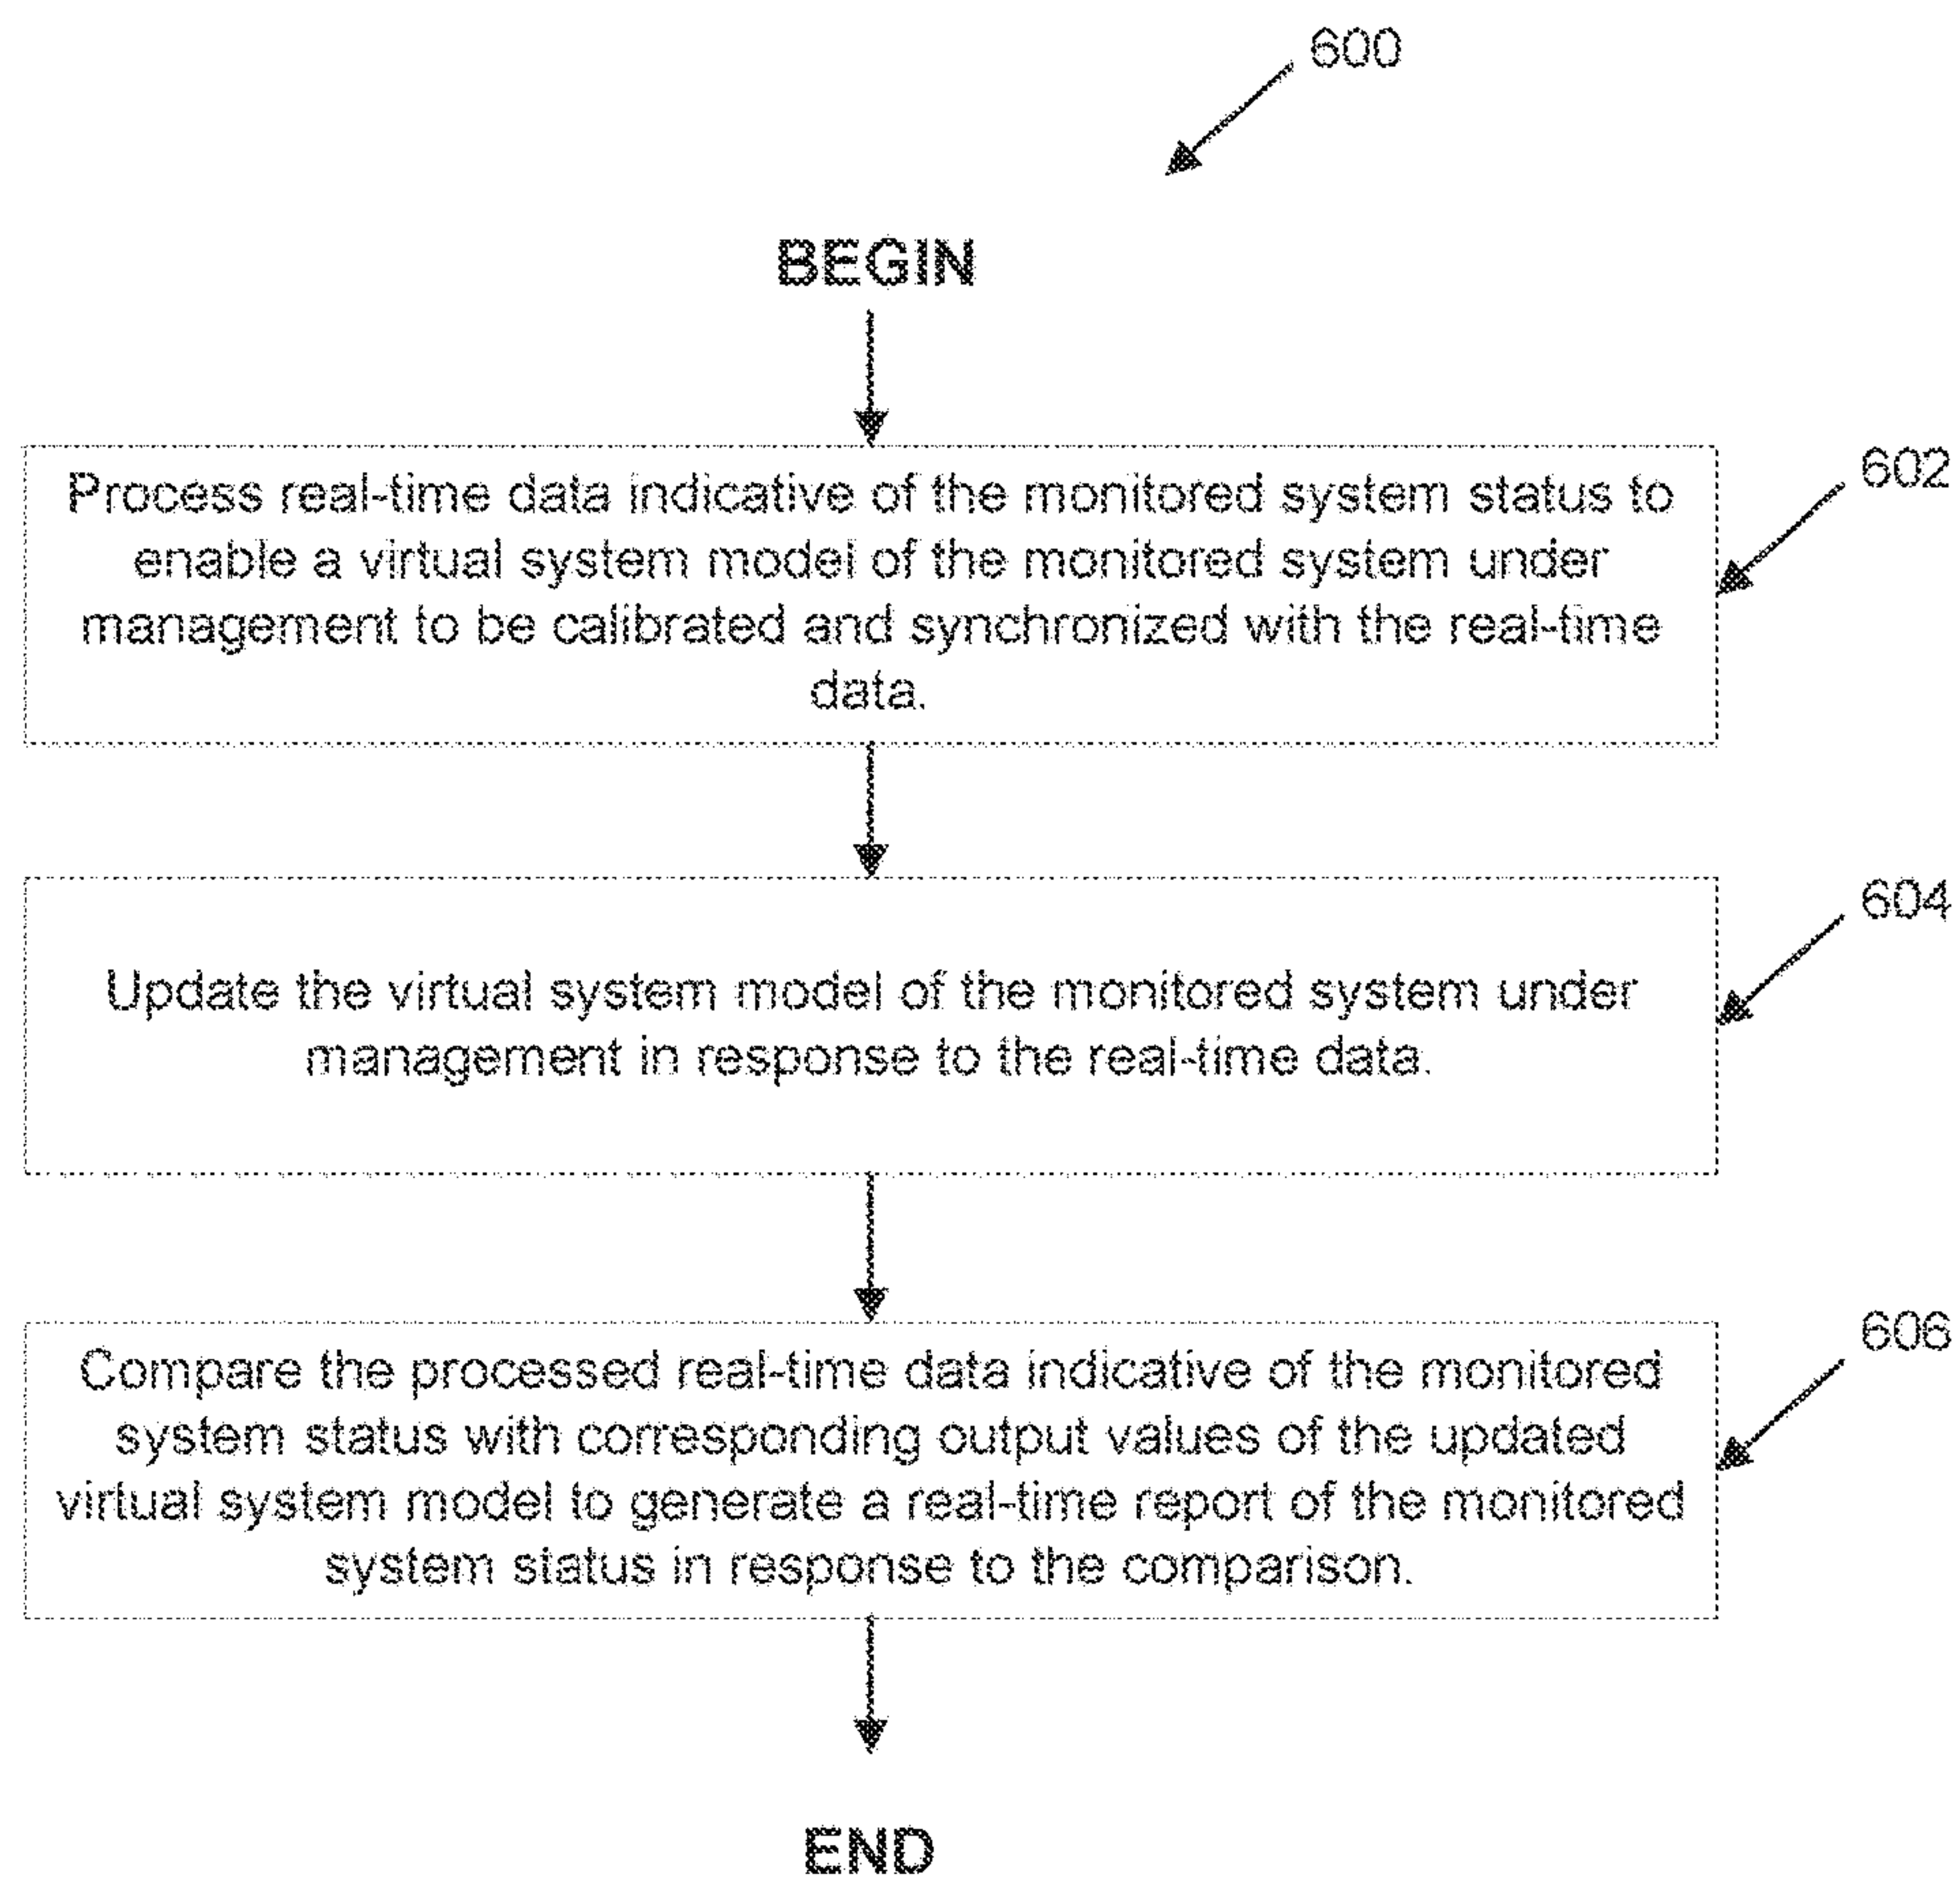 600
BEGIN
602
Process real-time data indicative of the monitored system status to
enable a virtual system model of the monitored system under
management to be calibrated and synchronized with the real-time
data.
604
Update the virtual system model of the monitored system under
management in response to the real-time data.
606
Compare the processed real-time data indicative of the monitored
system status with corresponding output values of the updated
virtual system model to generate a real-time report of the monitored
system status in response to the comparison.
END